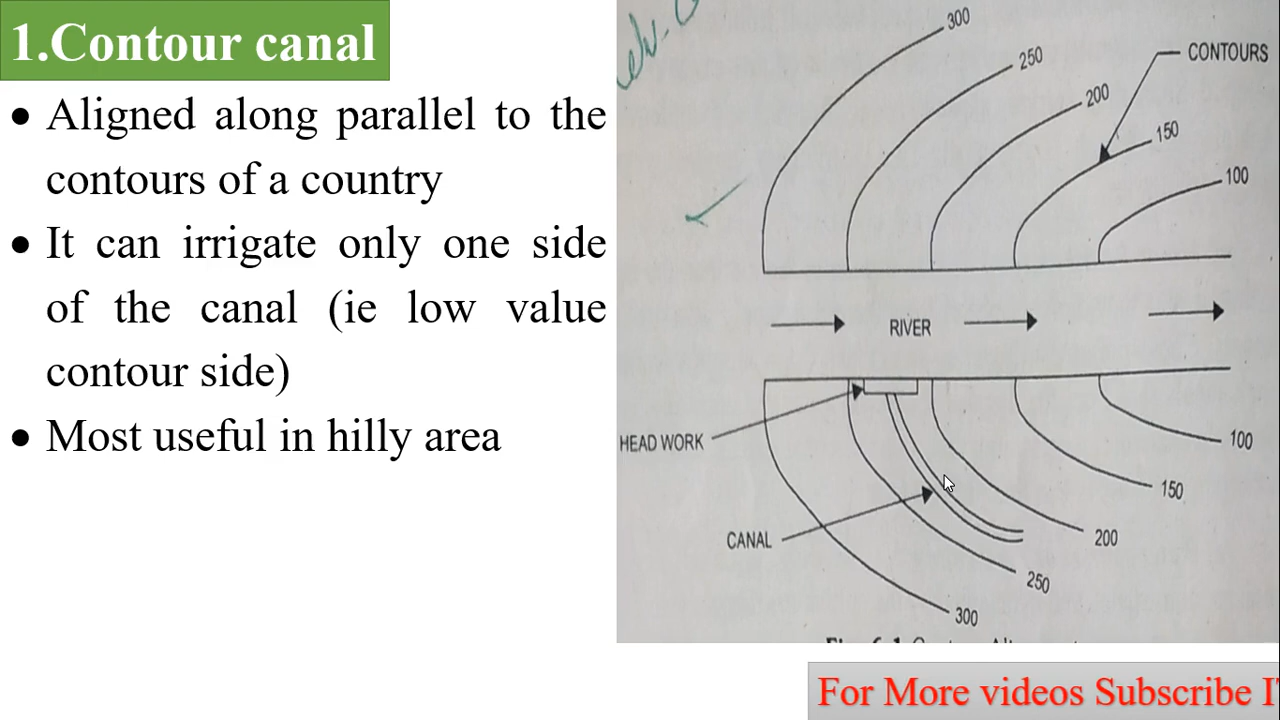 1.Contour canal
• Aligned along parallel to the
contours of a country
• It can irrigate only one side
of the canal (ie low value
contour side)
• Most useful in hilly area
300
250
CONTOURS
200
150
100
RIVER
HEAD WORK
100
150
CANAL
200
250
300
For More videos Subscribe